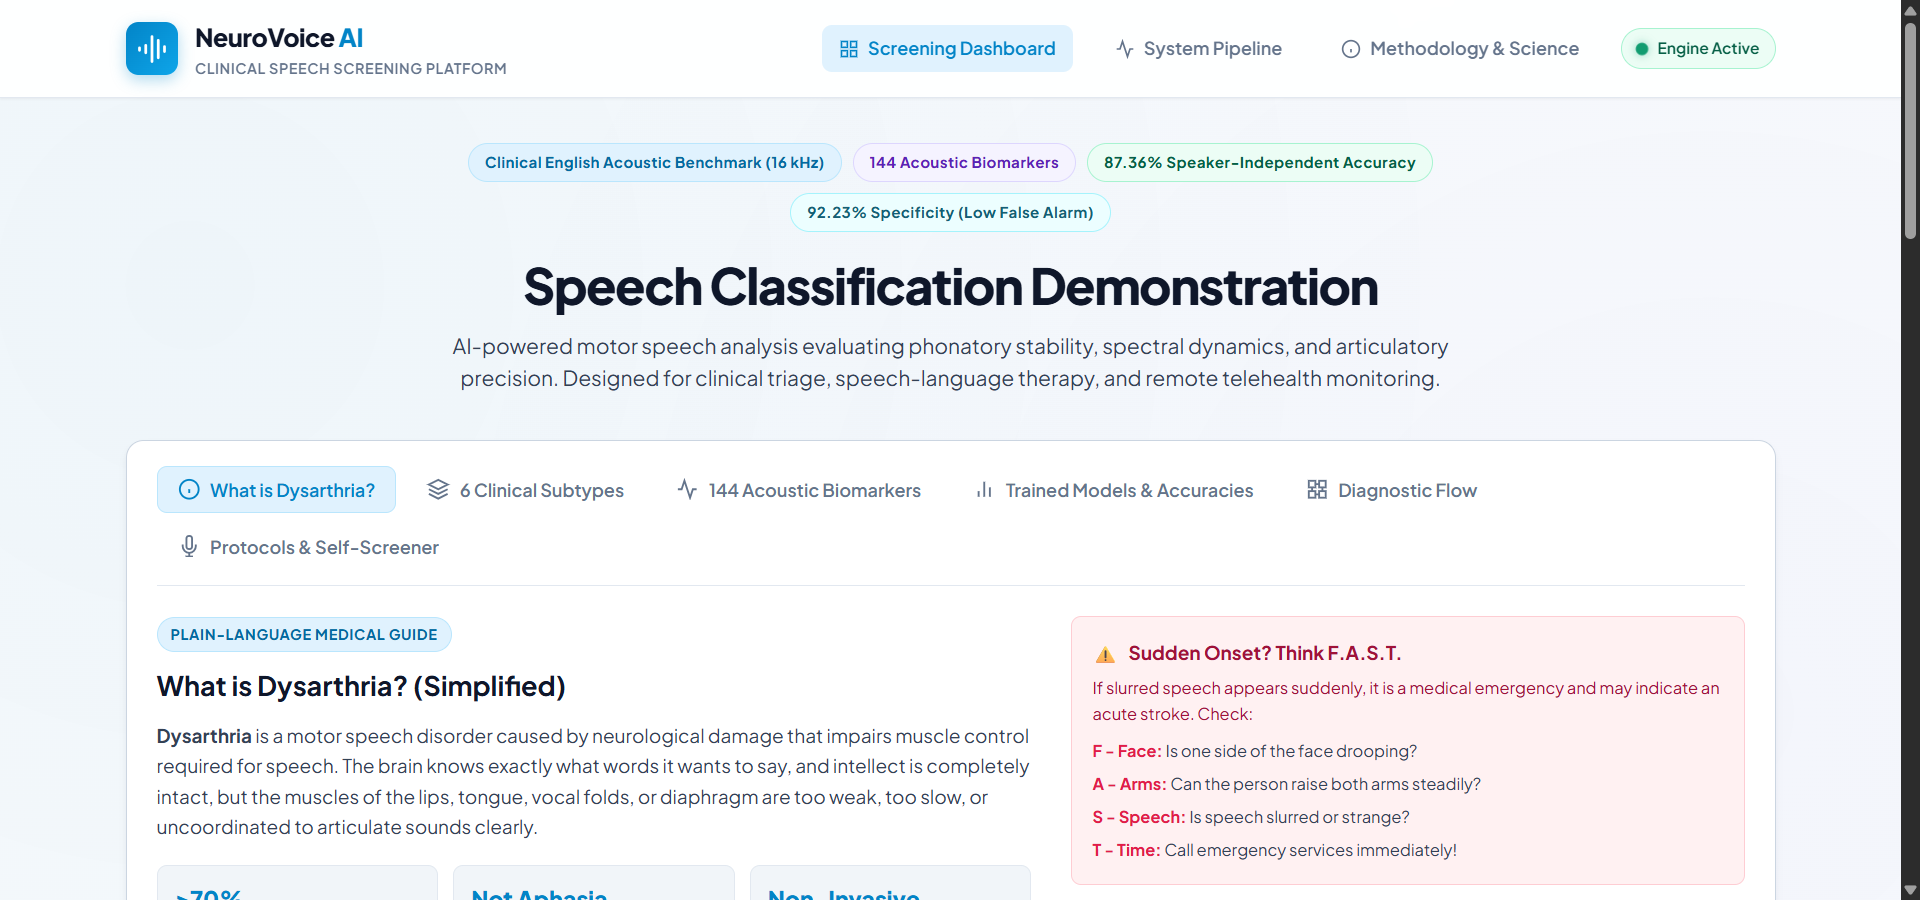 NeuroVoice AI
CLINICAL SPEECH SCREENING PLATFORM
Screening Dashboard
System Pipeline
Methodology & Science
Engine Active
Clinical English Acoustic Benchmark (16 kHz)
144 Acoustic Biomarkers
87.36% Speaker-Independent Accuracy
92.23% Specificity (Low False Alarm)
Speech Classification Demonstration
AI-powered motor speech analysis evaluating phonatory stability, spectral dynamics, and articulatory
precision. Designed for clinical triage, speech-language therapy, and remote telehealth monitoring.
What is Dysarthria?
6 Clinical Subtypes
144 Acoustic Biomarkers
Trained Models & Accuracies
Diagnostic Flow
Protocols & Self-Screener
PLAIN-LANGUAGE MEDICAL GUIDE
What is Dysarthria? (Simplified)
Dysarthria is a motor speech disorder caused by neurological damage that impairs muscle control
required for speech. The brain knows exactly what words it wants to say, and intellect is completely
intact, but the muscles of the lips, tongue, vocal folds, or diaphragm are too weak, too slow, or
uncoordinated to articulate sounds clearly.
Sudden Onset? Think F.A.S.T.
If slurred speech appears suddenly, it is a medical emergency and may indicate an
acute stroke. Check:
F - Face: Is one side of the face drooping?
A - Arms: Can the person raise both arms steadily?
S - Speech: Is speech slurred or strange?
T - Time: Call emergency services immediately!
Not Aphasia
Non-Invasive